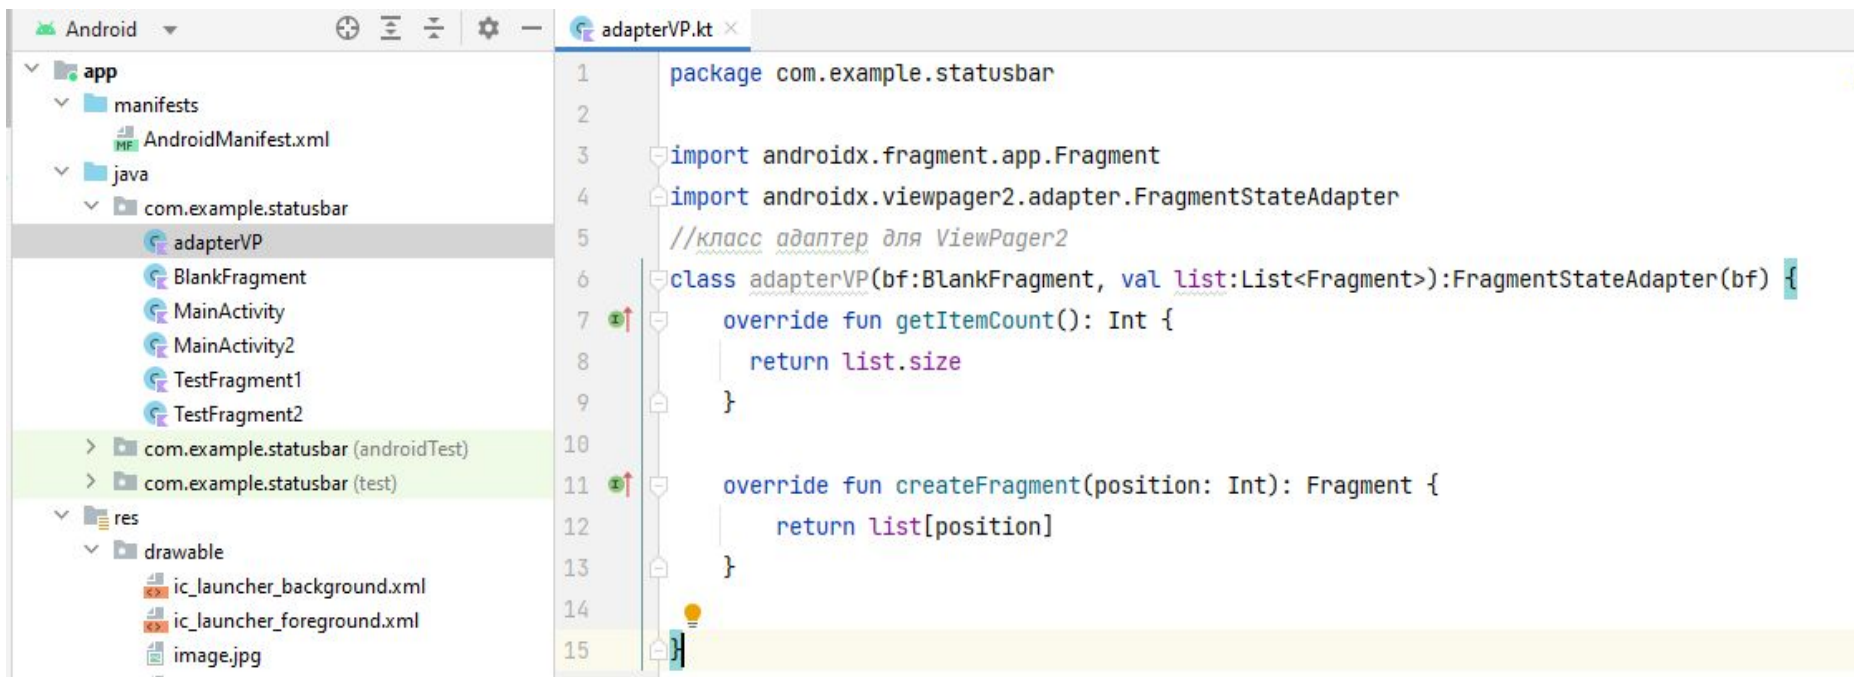 Android
app
manifests
AndroidManifest.xml
java
com.example.statusbar
adapterVP
BlankFragment
MainActivity
MainActivity2
TestFragment1
TestFragment2
com.example.statusbar (androidTest)
com.example.statusbar (test)
res
drawable
ic_launcher_background.xml
ic_launcher_foreground.xml
image.jpg
adapterVP.kt
1 package com.example.statusbar
2
3 import androidx.fragment.app.Fragment
4 import androidx.viewpager2.adapter.FragmentStateAdapter
5 //класс адаптер для ViewPager2
6 class adapterVP(bf:BlankFragment, val list:List<Fragment>):FragmentStateAdapter(bf) {
7 override fun getItemCount(): Int {
8 return list.size
9 }
10
11 override fun createFragment(position: Int): Fragment {
12 return list[position]
13 }
14
15 }